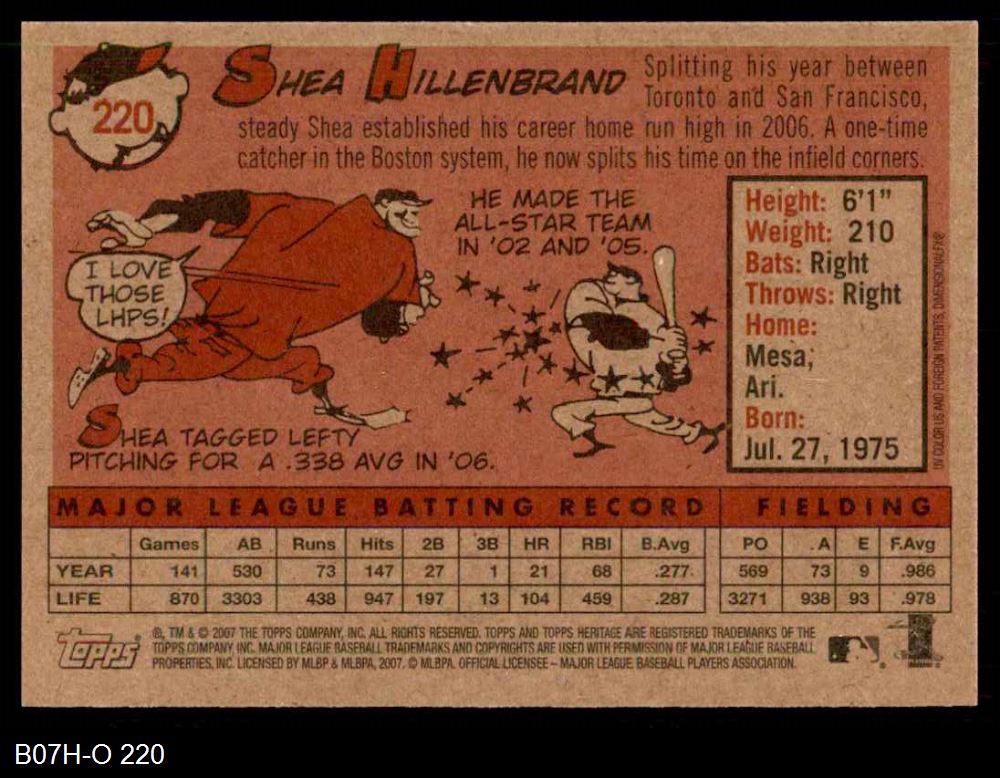 220
SHEA HILLENBRAND
Splitting his year between
Toronto and San Francisco,
steady Shea established his career home run high in 2006. A one-time
catcher in the Boston system, he now splits his time on the infield corners.
HE MADE THE
ALL-STAR TEAM
IN '02 AND '05.
I LOVE
THOSE
LHPS!
SHEA TAGGED LEFTY
PITCHING FOR A .338 AVG IN '06.
Height: 6'1"
Weight: 210
Bats: Right
Throws: Right
Home:
Mesa,
Ari.
Born:
Jul. 27, 1975
UV COLOR US AND FOREIGN PATENTS, DIMENSIONALFX®
MAJOR LEAGUE BATTING RECORD FIELDING
Games AB Runs Hits 2B 3B HR RBI B.Avg PO A E F.Avg
YEAR 141 530 73 147 27 1 21 68 .277 569 73 9 .986
LIFE 870 3303 438 947 197 13 104 459 .287 3271 938 93 .978
Topps
®, TM & © 2007 THE TOPPS COMPANY, INC. ALL RIGHTS RESERVED. TOPPS AND TOPPS HERITAGE ARE REGISTERED TRADEMARKS OF THE
TOPPS COMPANY, INC. MAJOR LEAGUE BASEBALL TRADEMARKS AND COPYRIGHTS ARE USED WITH PERMISSION OF MAJOR LEAGUE BASEBALL
PROPERTIES, INC. LICENSED BY MLBP & MLBPA, 2007. © MLBPA. OFFICIAL LICENSEE – MAJOR LEAGUE BASEBALL PLAYERS ASSOCIATION.
B07H-O 220